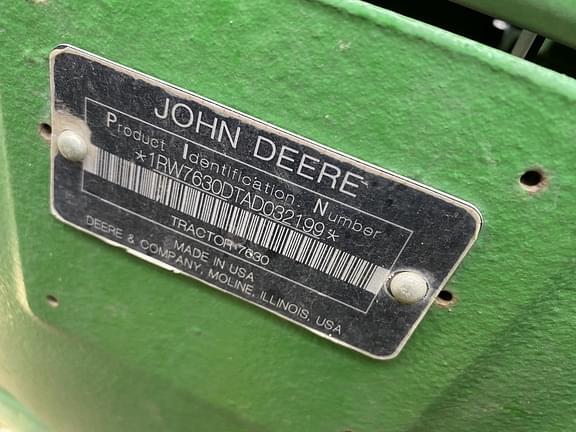 JOHN DEERE
Product Identification Number
*1RW7630DTAD032199*
TRACTOR 7630
MADE IN USA
DEERE & COMPANY, MOLINE, ILLINOIS, USA